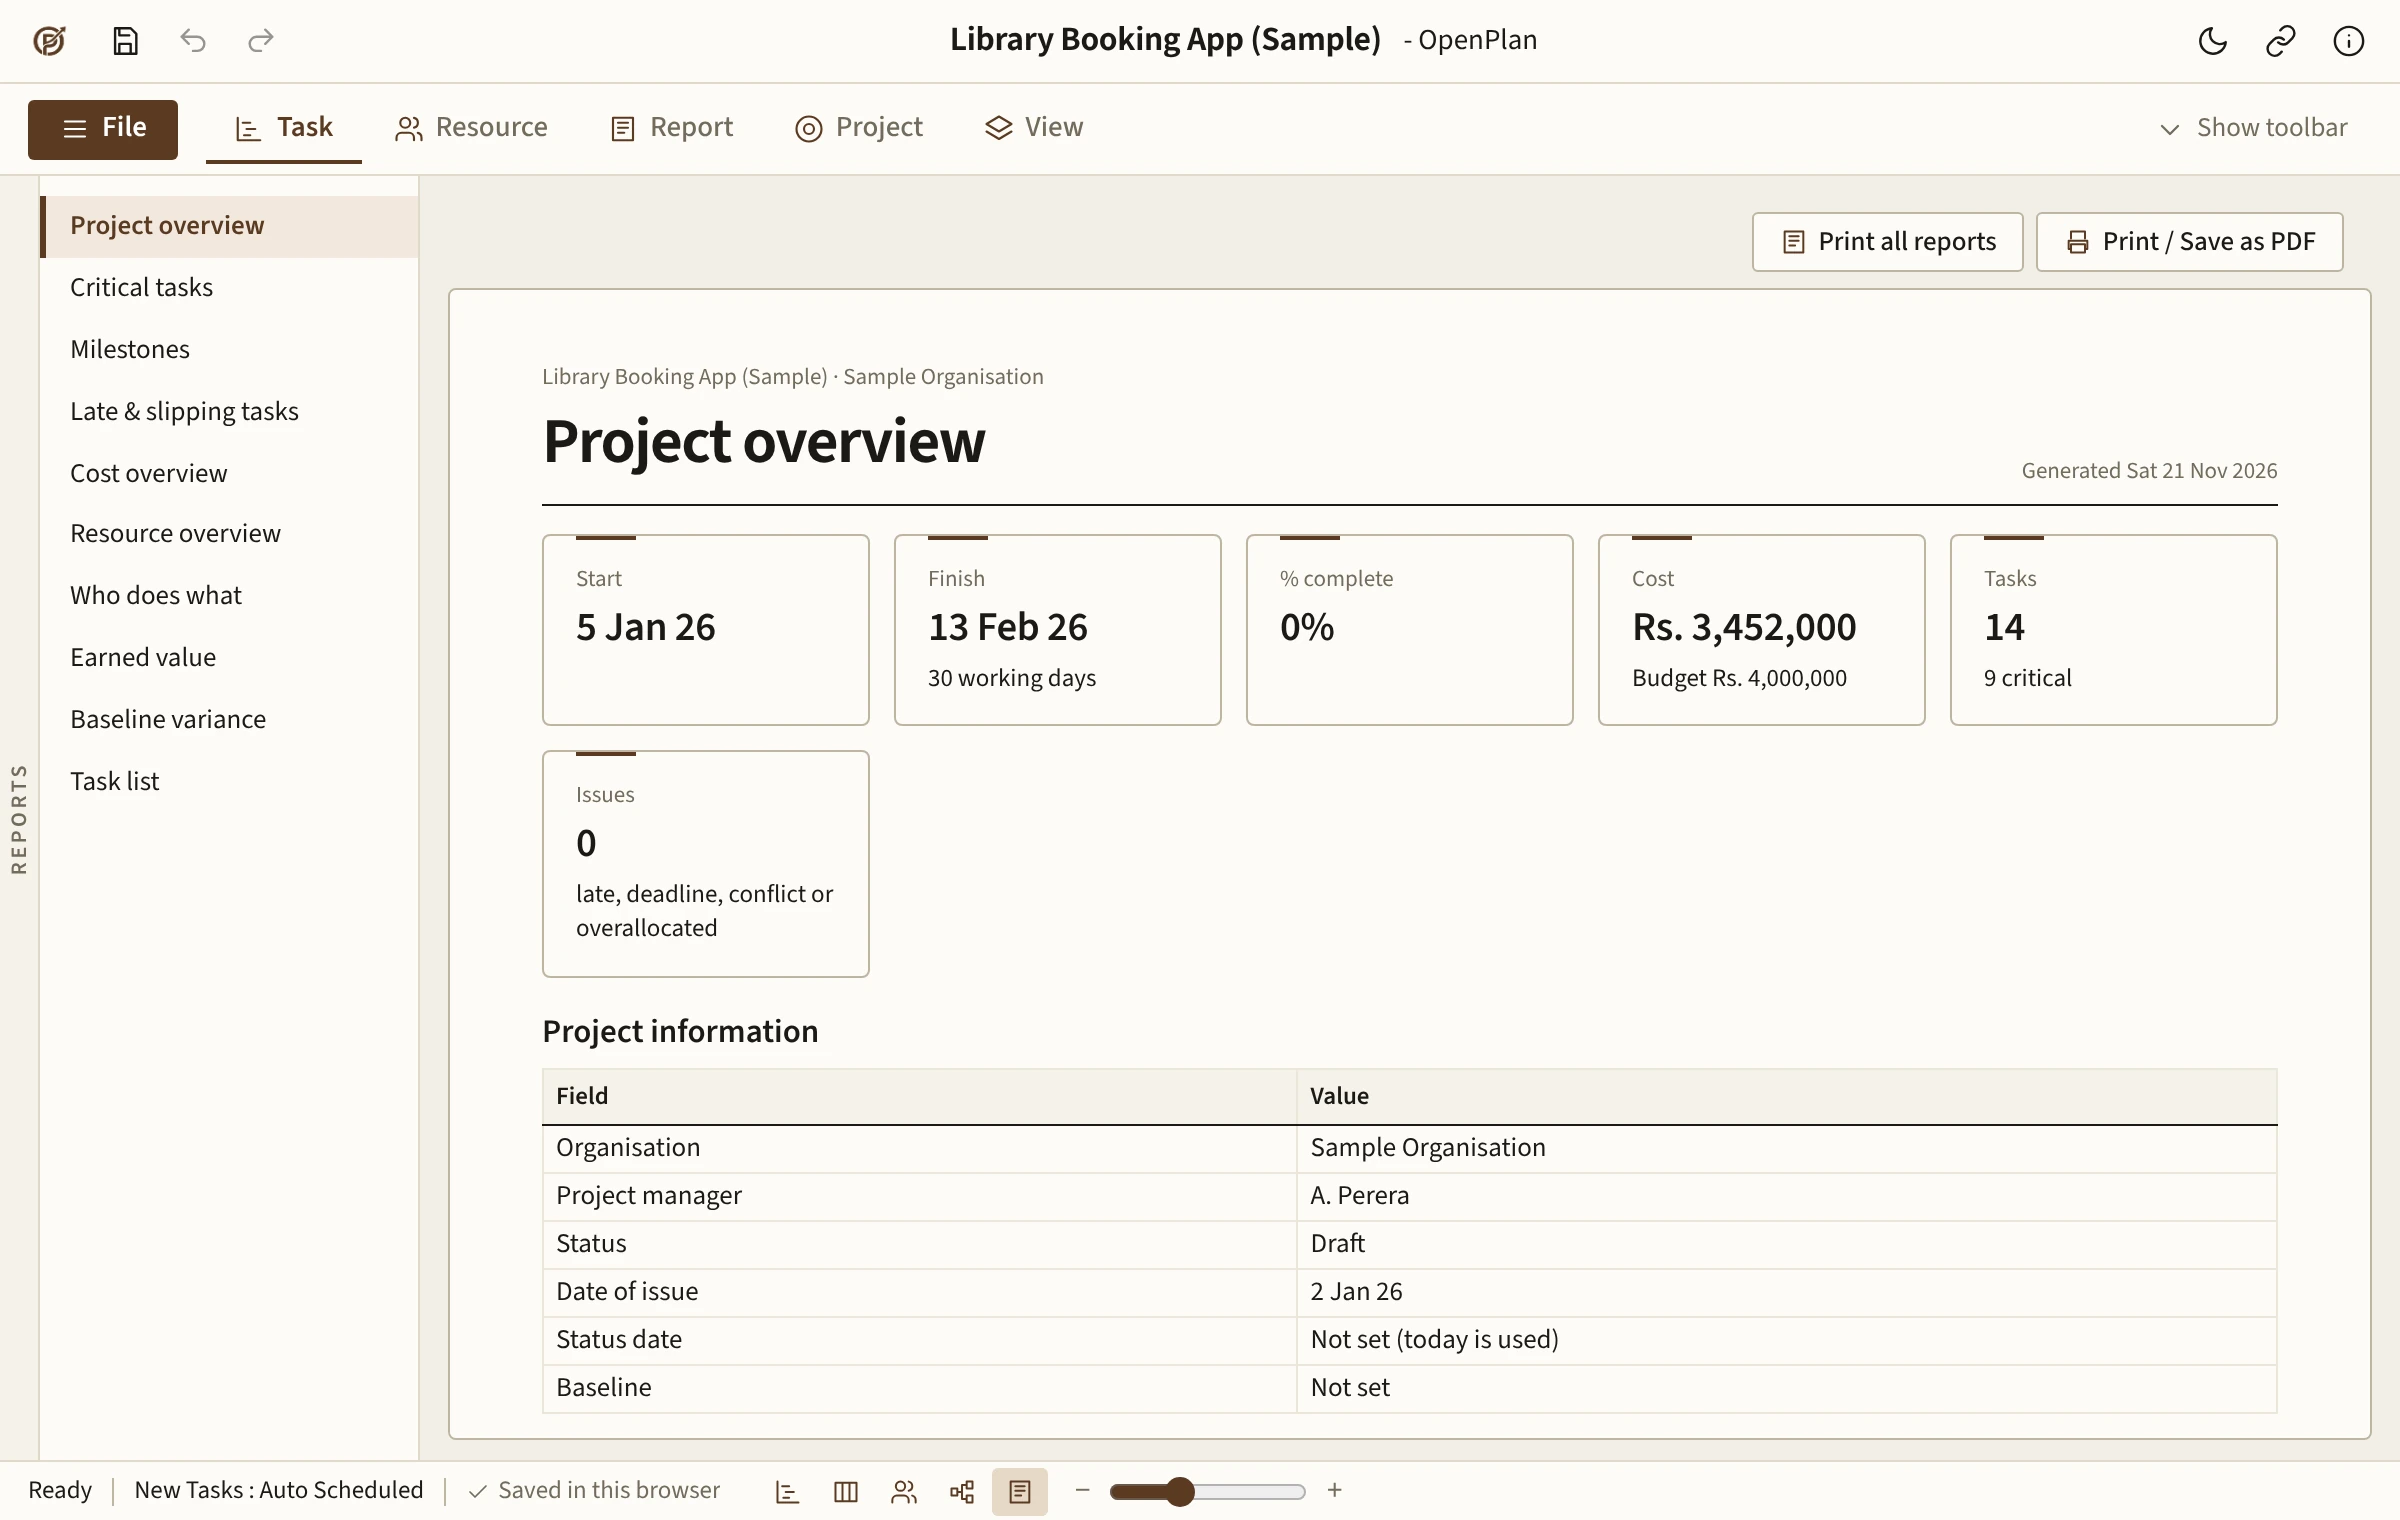 Library Booking App (Sample) - OpenPlan
File
Task
Resource
Report
Project
View
Show toolbar
REPORTS
Project overview
Critical tasks
Milestones
Late & slipping tasks
Cost overview
Resource overview
Who does what
Earned value
Baseline variance
Task list
Print all reports
Print / Save as PDF
Library Booking App (Sample) · Sample Organisation
Project overview
Generated Sat 21 Nov 2026
Start
5 Jan 26
Finish
13 Feb 26
30 working days
% complete
0%
Cost
Rs. 3,452,000
Budget Rs. 4,000,000
Tasks
14
9 critical
Issues
0
late, deadline, conflict or
overallocated
Project information
Field Value
Organisation Sample Organisation
Project manager A. Perera
Status Draft
Date of issue 2 Jan 26
Status date Not set (today is used)
Baseline Not set
Ready
New Tasks : Auto Scheduled
Saved in this browser